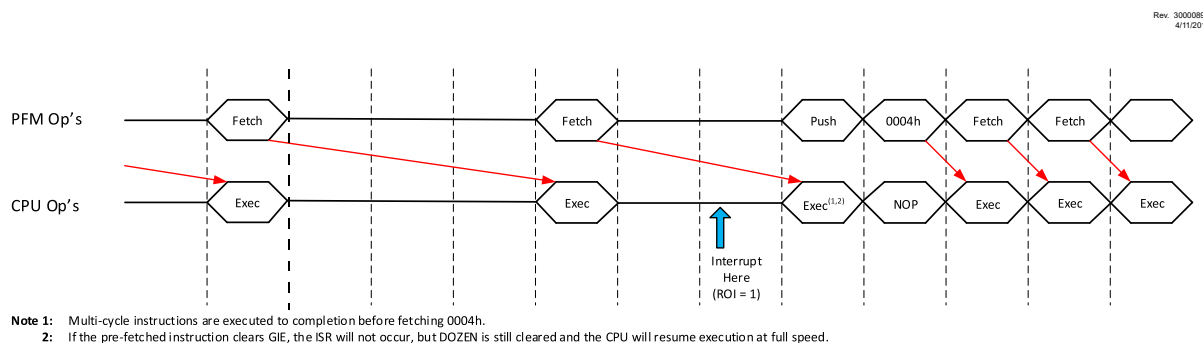 Rev. 3000089
4/11/201
PFM Op's
Fetch
Fetch
Push
0004h
Fetch
Fetch
CPU Op's
Exec
Exec
Exec(1,2)
NOP
Exec
Exec
Exec
Interrupt
Here
(ROI = 1)
Note 1: Multi-cycle instructions are executed to completion before fetching 0004h.
2: If the pre-fetched instruction clears GIE, the ISR will not occur, but DOZEN is still cleared and the CPU will resume execution at full speed.